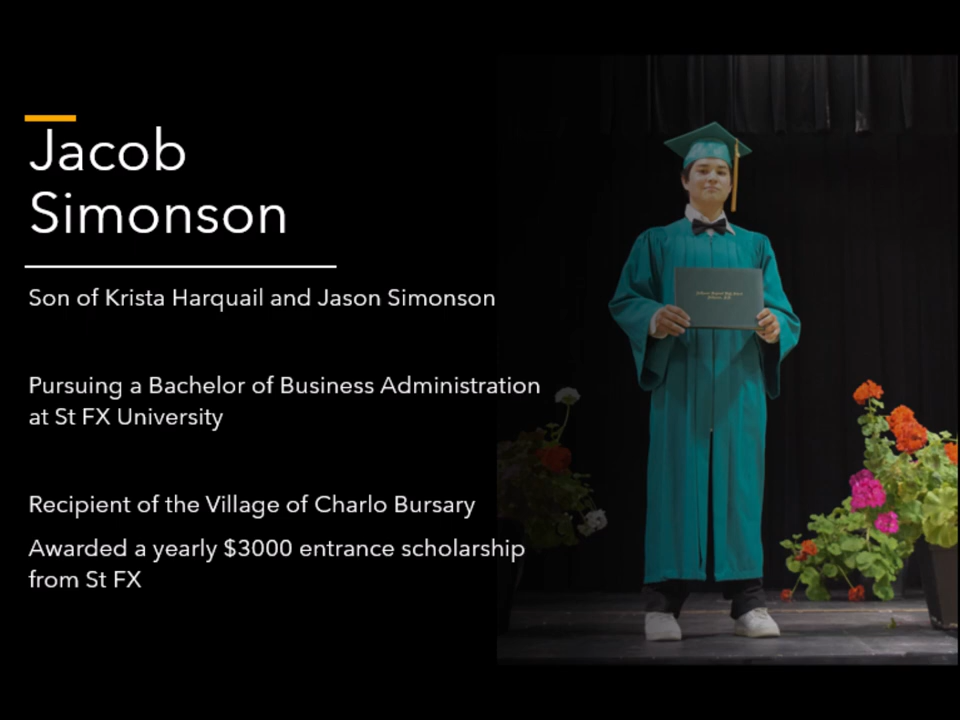 Jacob
Simonson
Son of Krista Harquail and Jason Simonson
Pursuing a Bachelor of Business Administration
at St FX University
Recipient of the Village of Charlo Bursary
Awarded a yearly $3000 entrance scholarship
from St FX